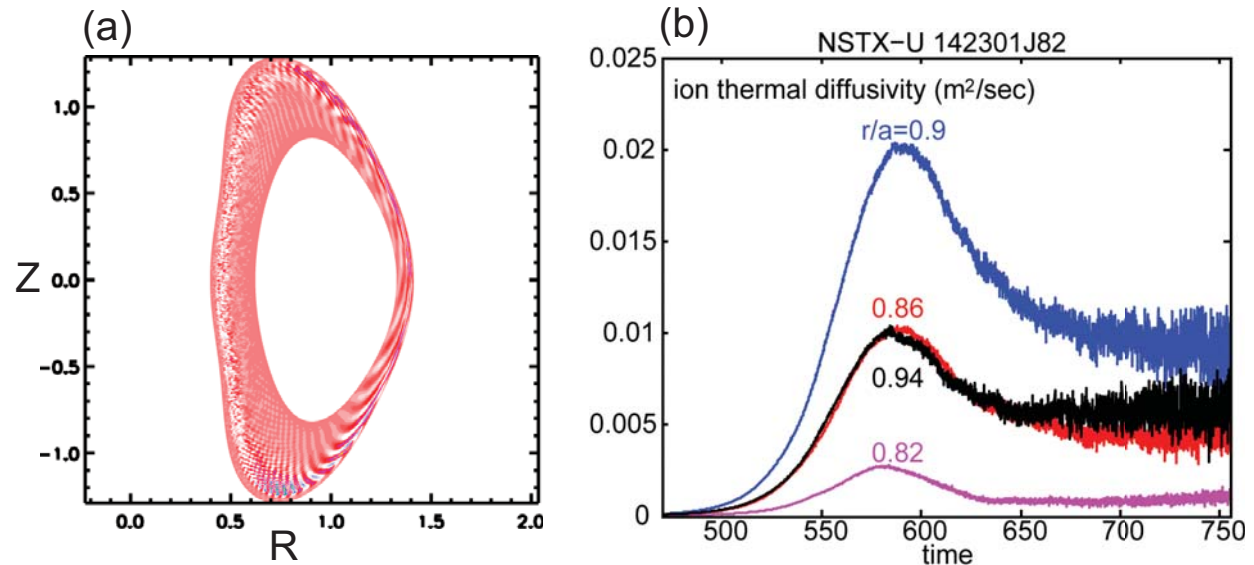 (a)
1.0
0.5
Z
0.0
−0.5
−1.0
0.0 0.5 1.0 1.5 2.0
R
(b)
NSTX−U 142301J82
0.025
ion thermal diffusivity (m²/sec)
r/a=0.9
0.02
0.015
0.86
0.01
0.94
0.005
0.82
0
500 550 600 650 700 750
time